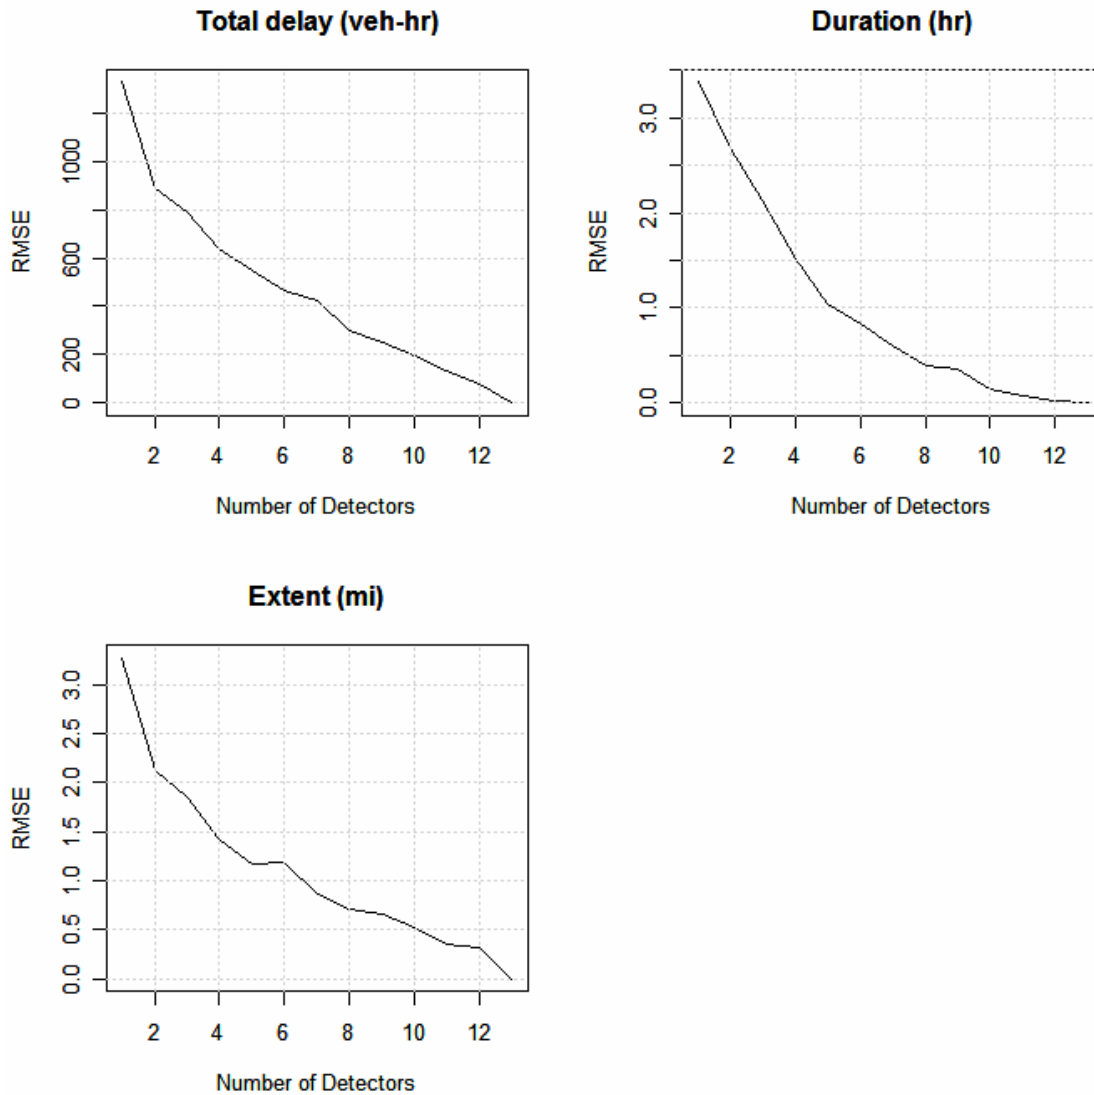 Total delay (veh-hr)
RMSE
1000
600
200
0
2 4 6 8 10 12
Number of Detectors
Duration (hr)
RMSE
3.0
2.0
1.0
0.0
2 4 6 8 10 12
Number of Detectors
Extent (mi)
RMSE
3.0
2.5
2.0
1.5
1.0
0.5
0.0
2 4 6 8 10 12
Number of Detectors